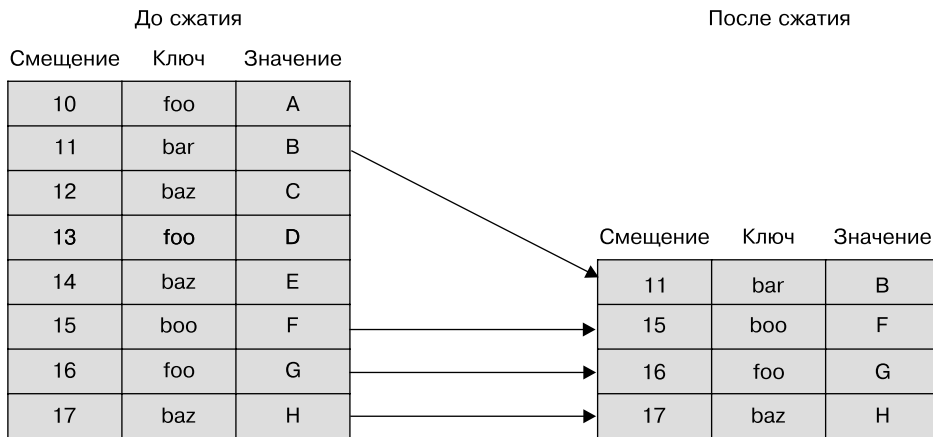 До сжатия
После сжатия
Смещение Ключ Значение
10 foo A
11 bar B
12 baz C
13 foo D
14 baz E
15 boo F
16 foo G
17 baz H
Смещение Ключ Значение
11 bar B
15 boo F
16 foo G
17 baz H